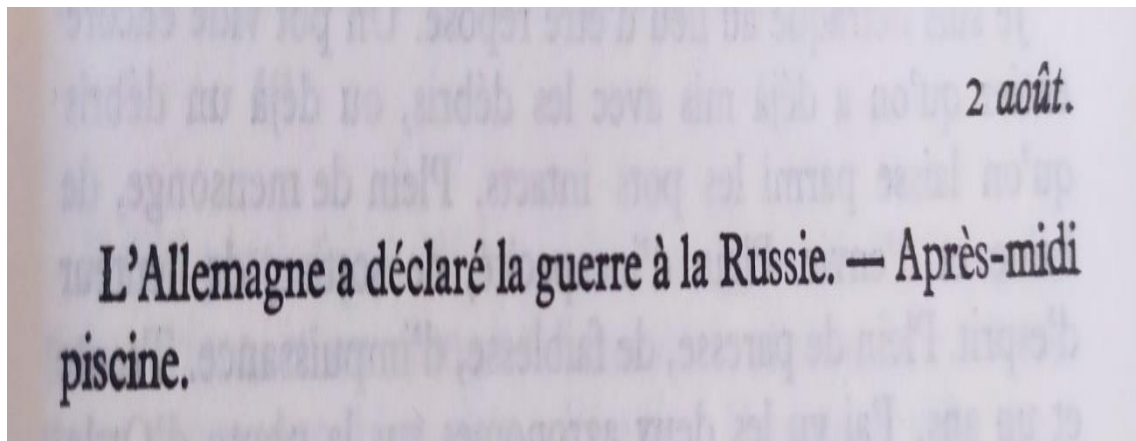 2 août.
L'Allemagne a déclaré la guerre à la Russie. — Après-midi
piscine.